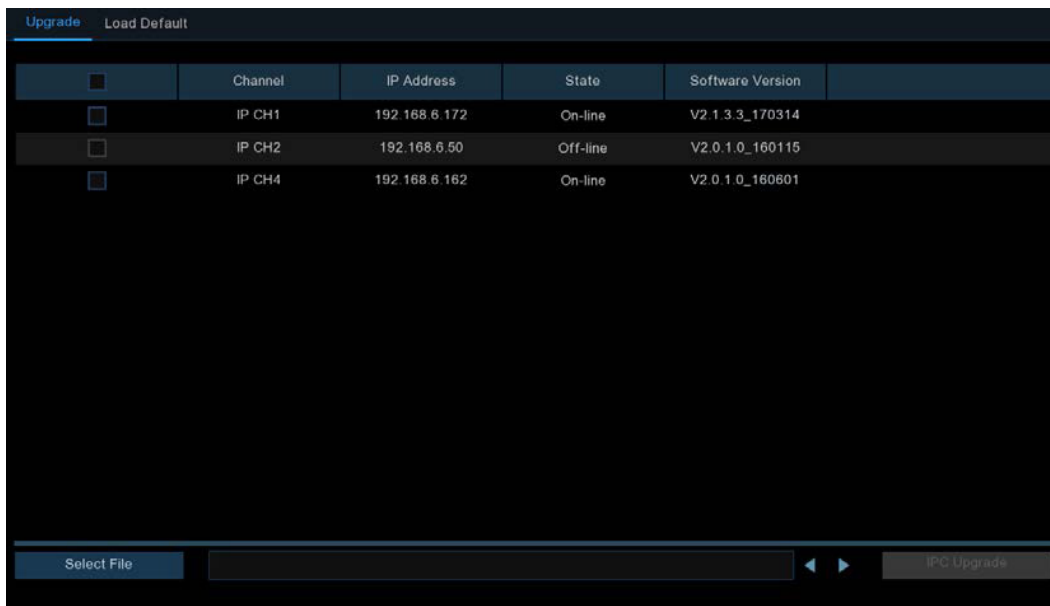 Upgrade Load Default
Channel IP Address State Software Version
IP CH1 192.168.6.172 On-line V2.1.3.3_170314
IP CH2 192.168.6.50 Off-line V2.0.1.0_160115
IP CH4 192.168.6.162 On-line V2.0.1.0_160601
Select File IPC Upgrade